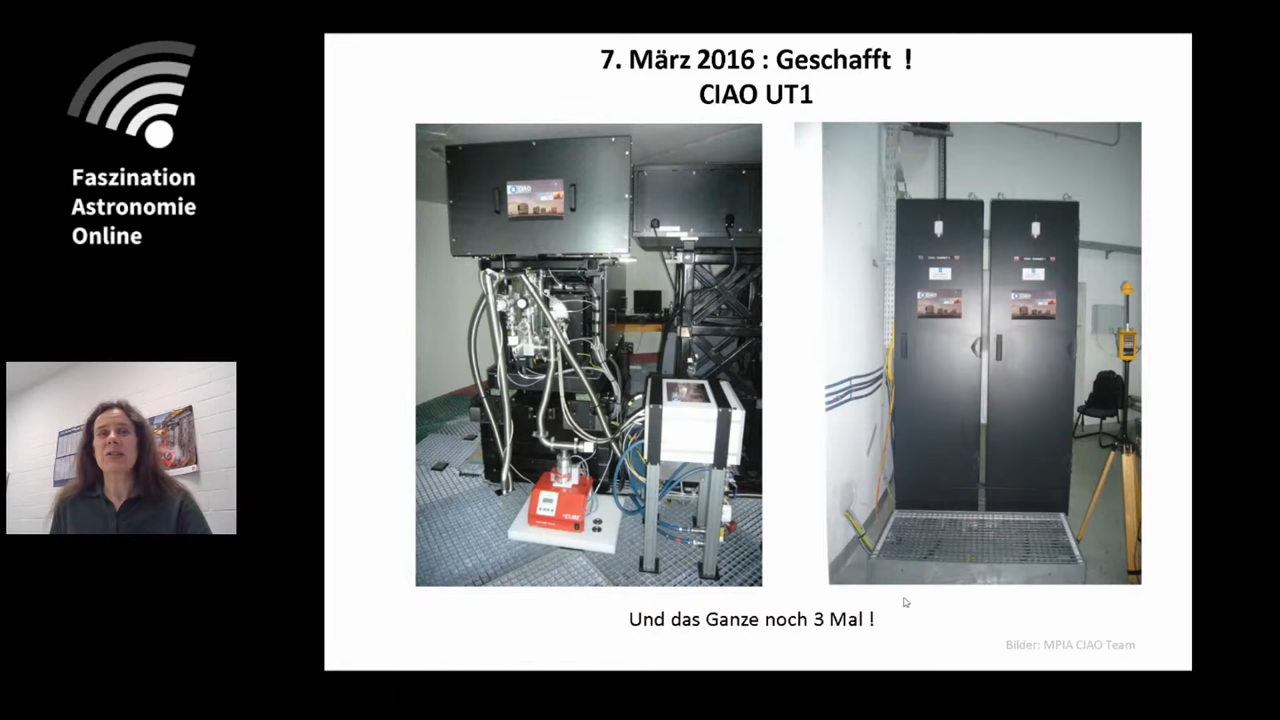 7. März 2016 : Geschafft !
CIAO UT1
Faszination
Astronomie
Online
Und das Ganze noch 3 Mal !
Bilder: MPIA CIAO Team